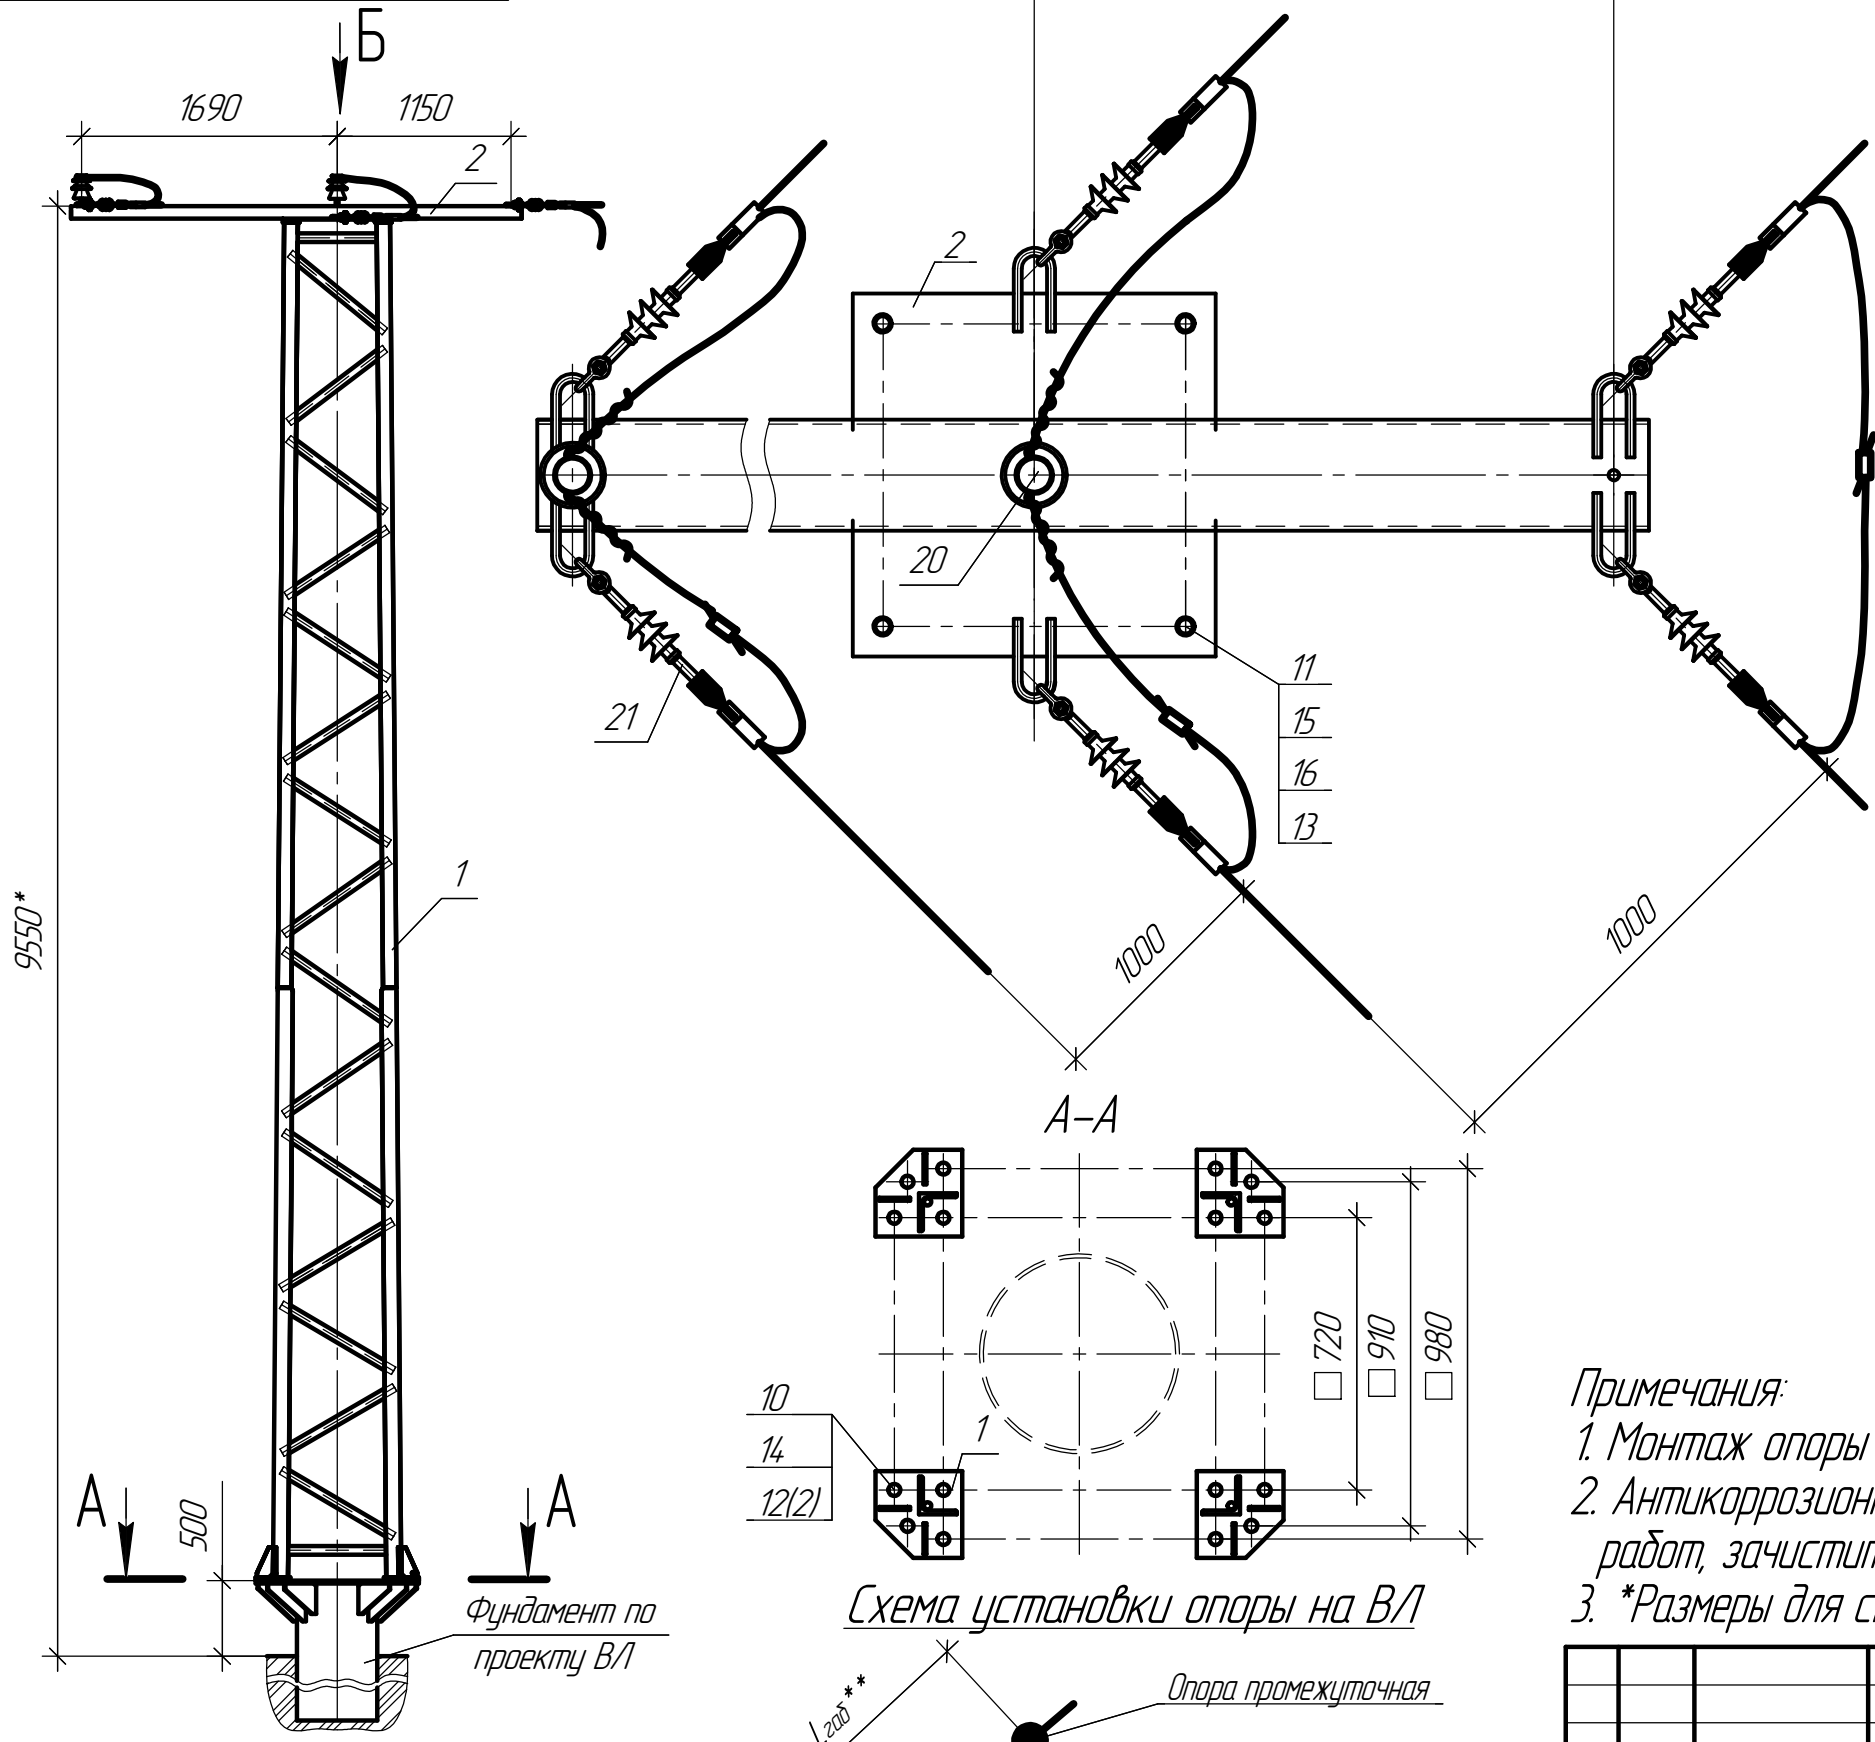 Б
1690
1150
2
9550*
1
А
А
500
Фундамент по
проекту ВЛ
2
20
21
11
15
16
13
1000
1000
А-А
□ 720
□ 910
□ 980
10
14
12(2)
1
Схема установки опоры на ВЛ
Lгаб**
Опора промежуточная
Примечания:
1. Монтаж опоры
2.
работ,
3. *Размеры для